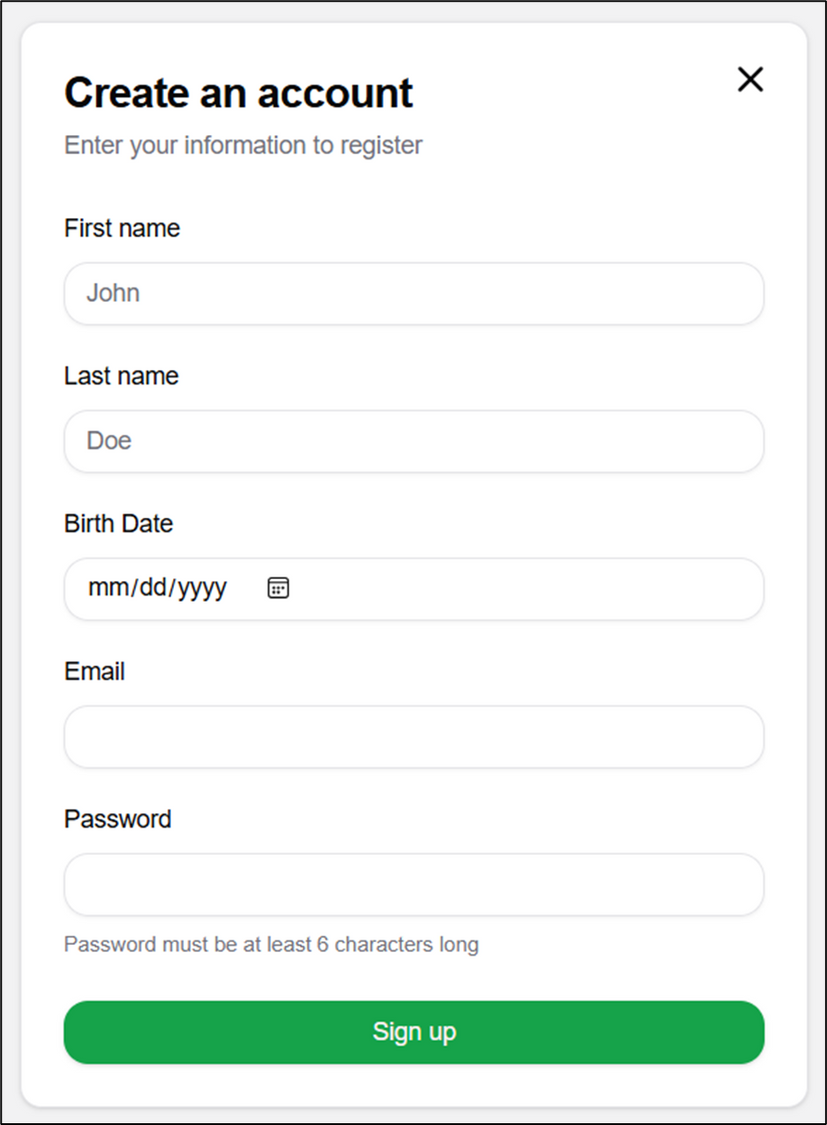 Create an account
Enter your information to register
First name
John
Last name
Doe
Birth Date
mm/dd/yyyy
Email
Password
Password must be at least 6 characters long
Sign up